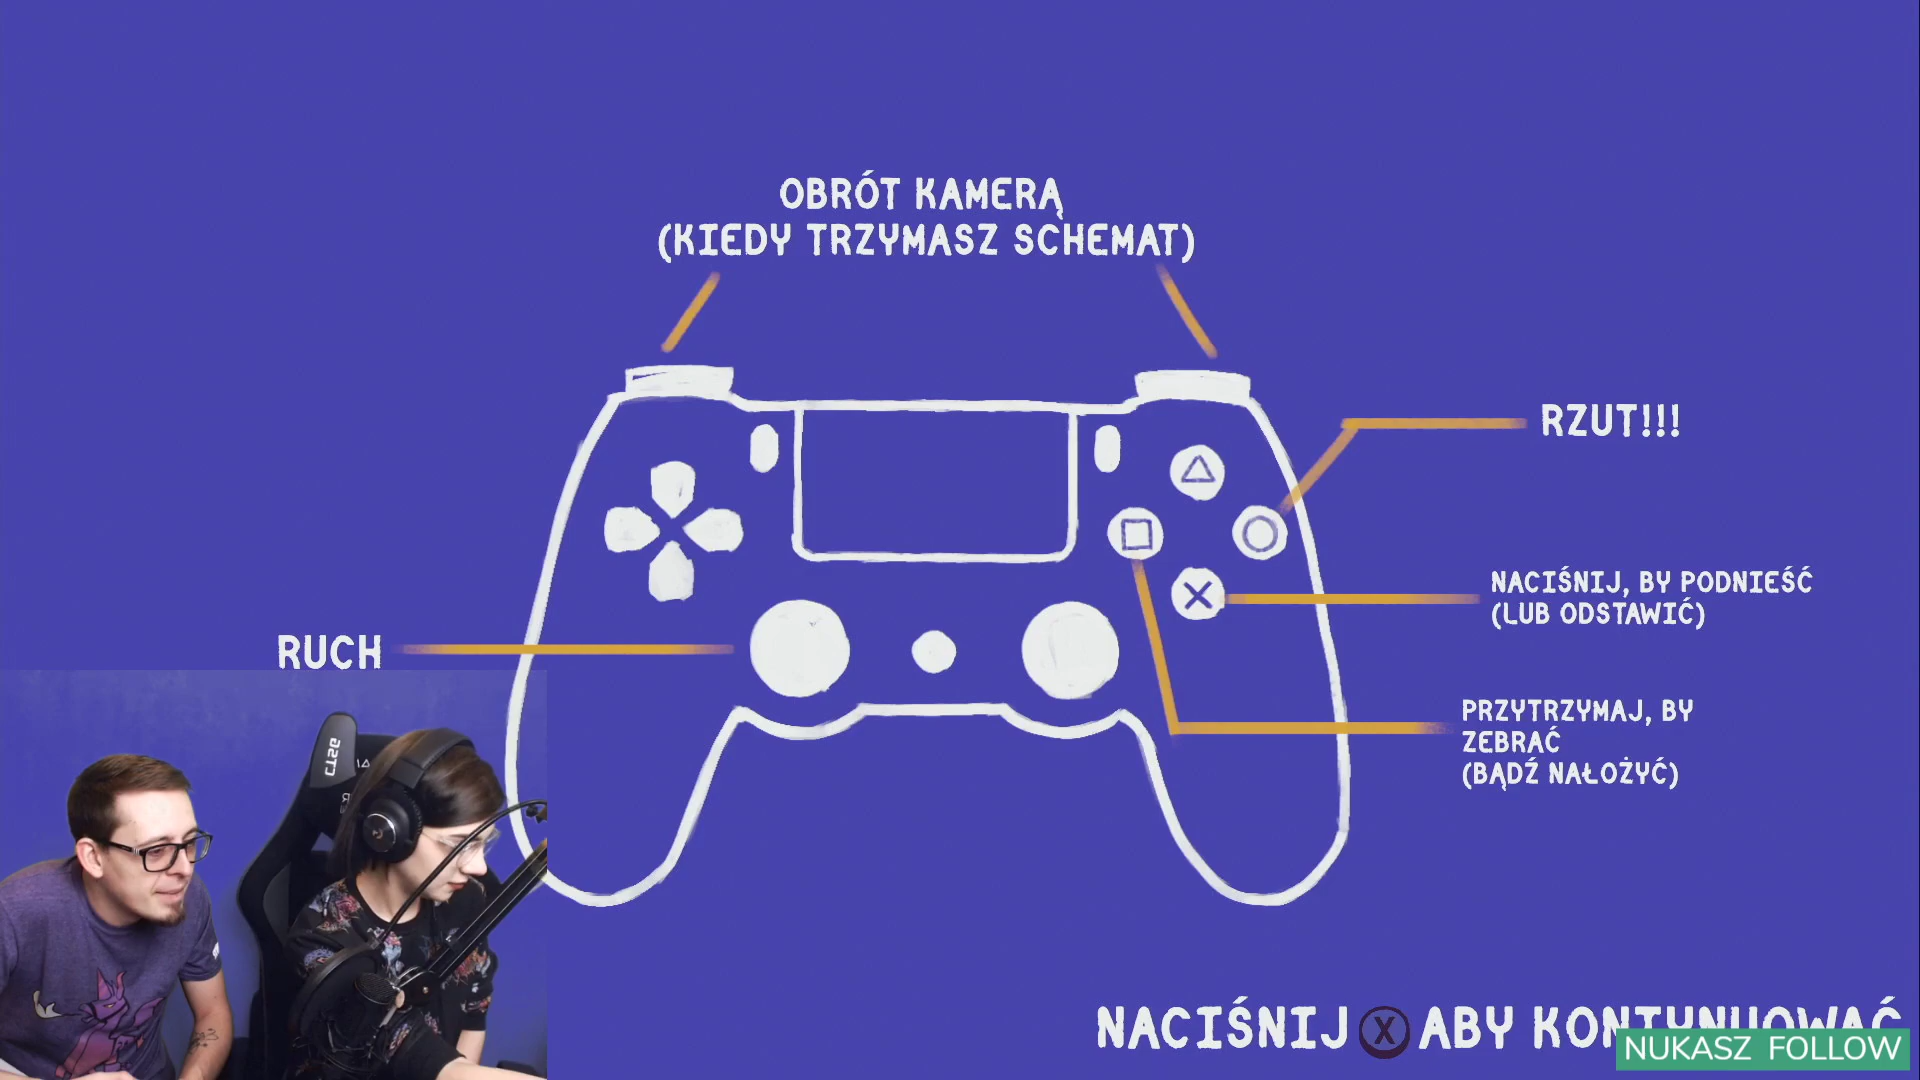 OBRÓT KAMERĄ
(KIEDY TRZYMASZ SCHEMAT)
RZUT!!!
NACIŚNIJ, BY PODNIEŚĆ
(LUB ODSTAWIĆ)
RUCH
PRZYTRZYMAJ, BY
ZEBRAĆ
(BĄDŹ NAŁOŻYĆ)
NACIŚNIJ X ABY KONTYNUOWAĆ
NUKASZ FOLLOW